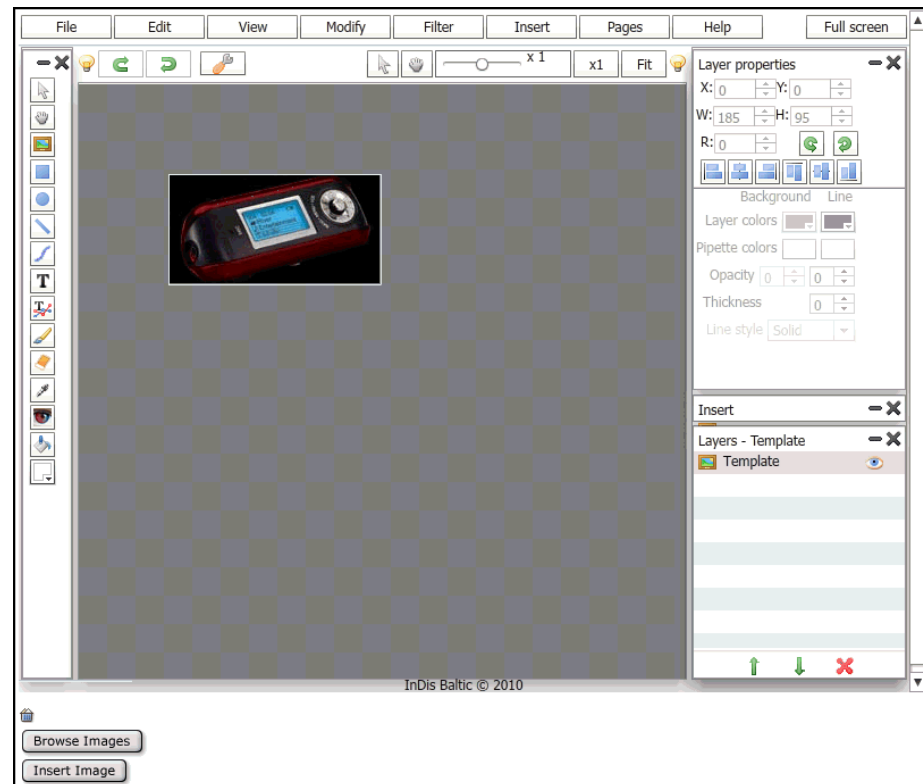 File Edit View Modify Filter Insert Pages Help Full screen
x 1 x1 Fit
T
T
Layer properties
X: 0 Y: 0
W: 185 H: 95
R: 0
Background Line
Layer colors
Pipette colors
Opacity 0 0
Thickness 0
Line style Solid
Insert
Layers - Template
Template
Entertainment
InDis Baltic © 2010
Browse Images
Insert Image